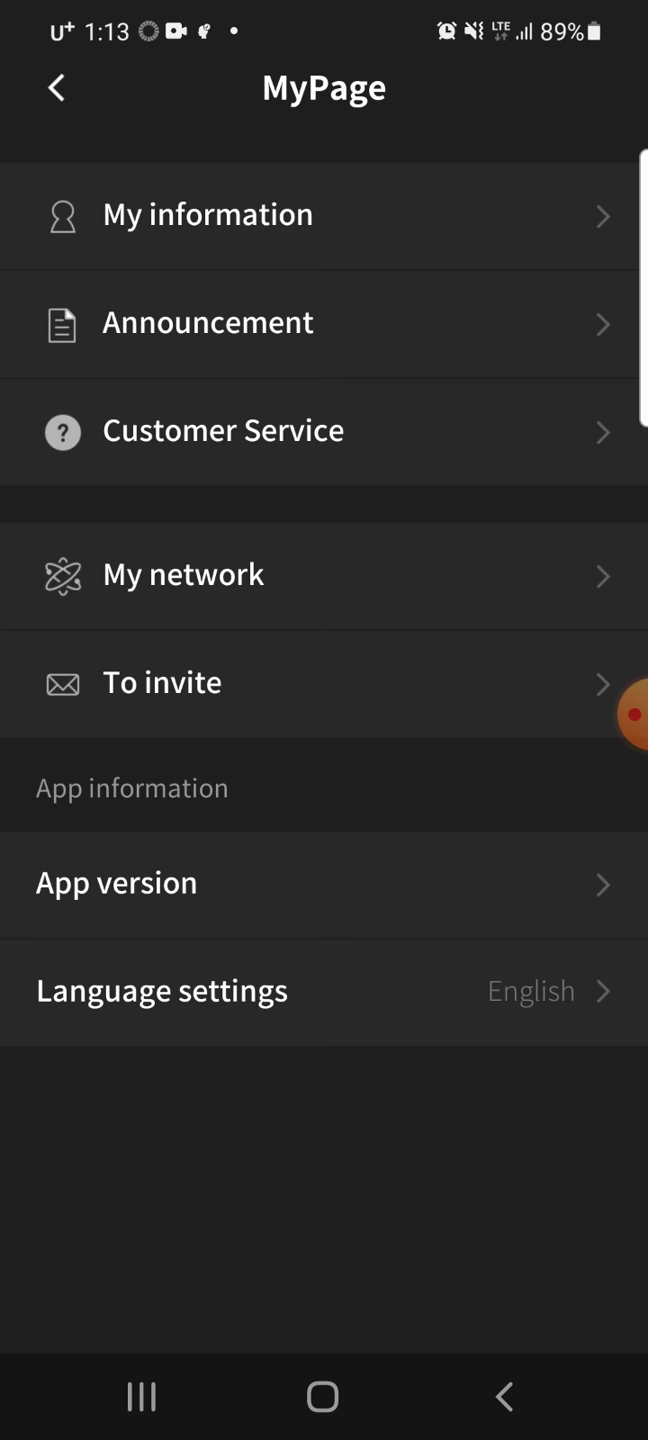 U+ 1:13 LTE 89%
MyPage
My information
Announcement
? Customer Service
My network
To invite
App information
App version
Language settings English